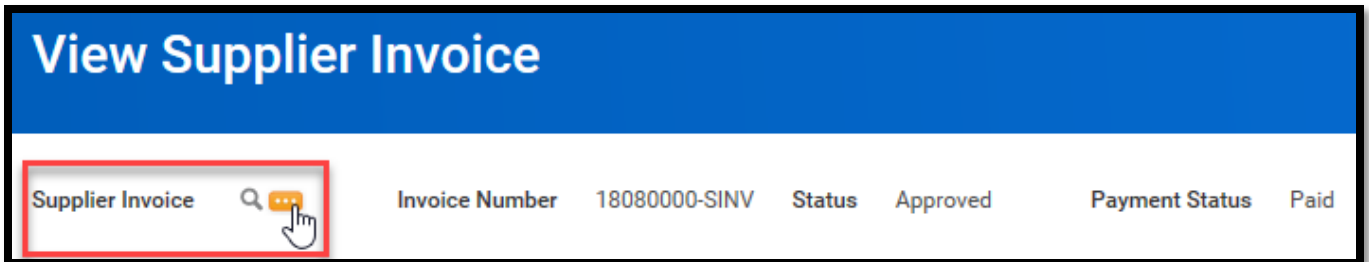 View Supplier Invoice
Supplier Invoice Invoice Number 18080000-SINV Status Approved Payment Status Paid